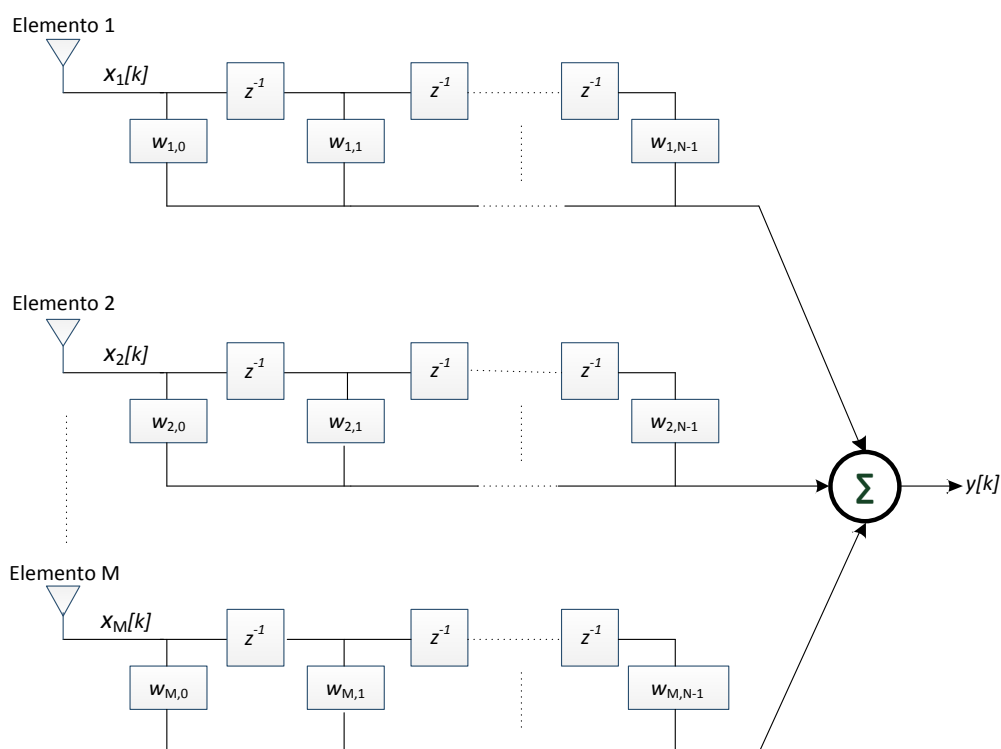 Elemento 1
x1[k]
z-1
z-1
z-1
w1,0
w1,1
w1,N-1
Elemento 2
x2[k]
z-1
z-1
z-1
w2,0
w2,1
w2,N-1
Σ
y[k]
Elemento M
xM[k]
z-1
z-1
z-1
wM,0
wM,1
wM,N-1